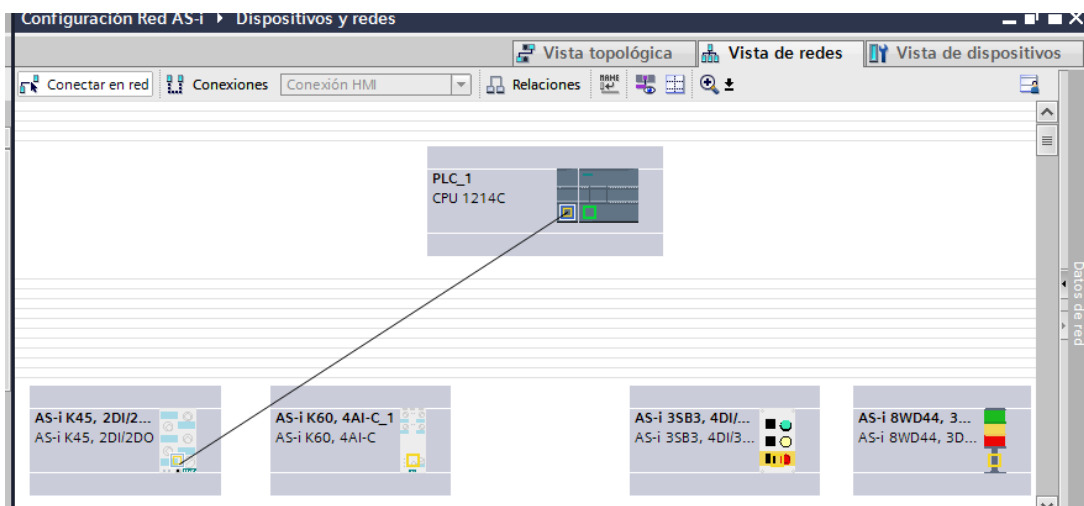 Configuración Red AS-i ▸ Dispositivos y redes
Vista topológica Vista de redes Vista de dispositivos
Conectar en red Conexiones Conexión HMI Relaciones
PLC_1
CPU 1214C
AS-i K45, 2DI/2... AS-i K60, 4AI-C_1 AS-i 3SB3, 4DI/... AS-i 8WD44, 3...
AS-i K45, 2DI/2DO AS-i K60, 4AI-C AS-i 3SB3, 4DI/3... AS-i 8WD44, 3D...
Datos de red